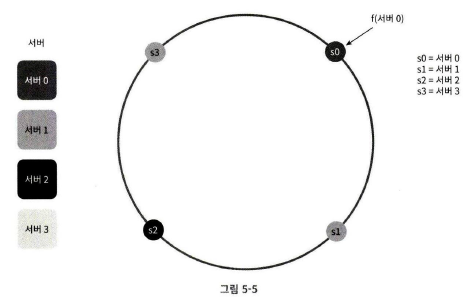 서버
서버 0
서버 1
서버 2
서버 3
s3
s0
f(서버 0)
s2
s1
s0 = 서버 0
s1 = 서버 1
s2 = 서버 2
s3 = 서버 3
그림 5-5